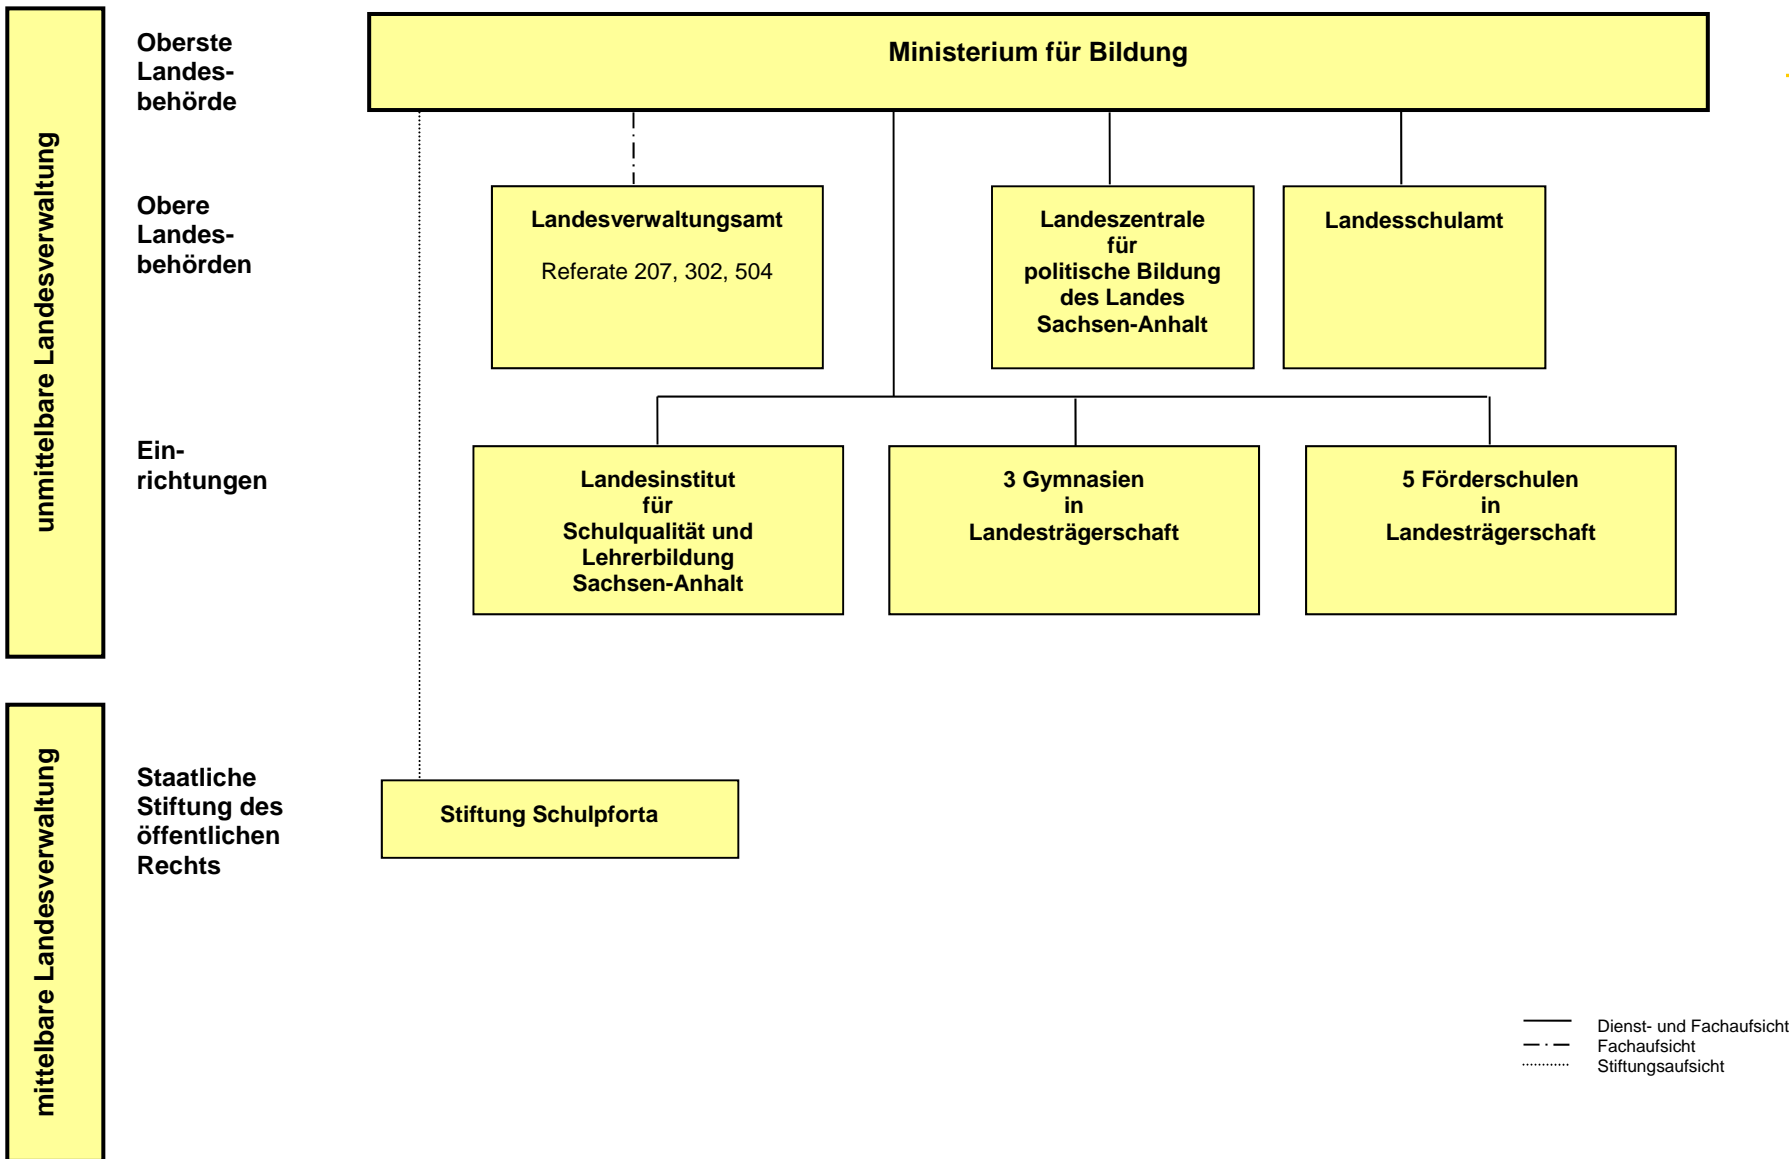 unmittelbare Landesverwaltung
Oberste
Landes-
behörde
Ministerium für Bildung
Obere
Landes-
behörden
Landesverwaltungsamt
Referate 207, 302, 504
Landeszentrale
für
politische Bildung
des Landes
Sachsen-Anhalt
Landesschulamt
Ein-
richtungen
Landesinstitut
für
Schulqualität und
Lehrerbildung
Sachsen-Anhalt
3 Gymnasien
in
Landesträgerschaft
5 Förderschulen
in
Landesträgerschaft
mittelbare Landesverwaltung
Staatliche
Stiftung des
öffentlichen
Rechts
Stiftung Schulpforta
Dienst- und Fachaufsicht
Fachaufsicht
Stiftungsaufsicht